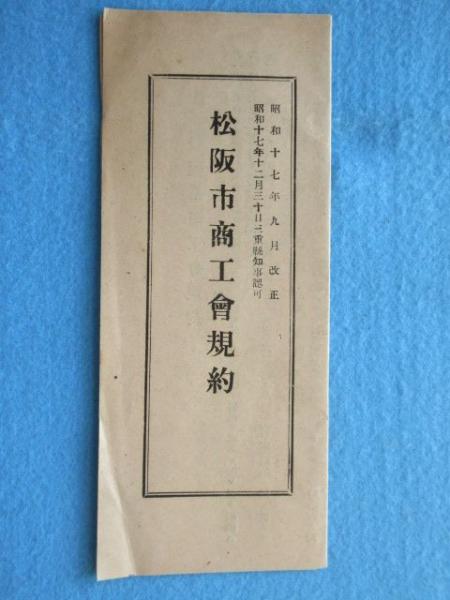 昭和十七年九月改正
昭和十七年十二月三十日三重縣知事認可
松阪市商工會規約